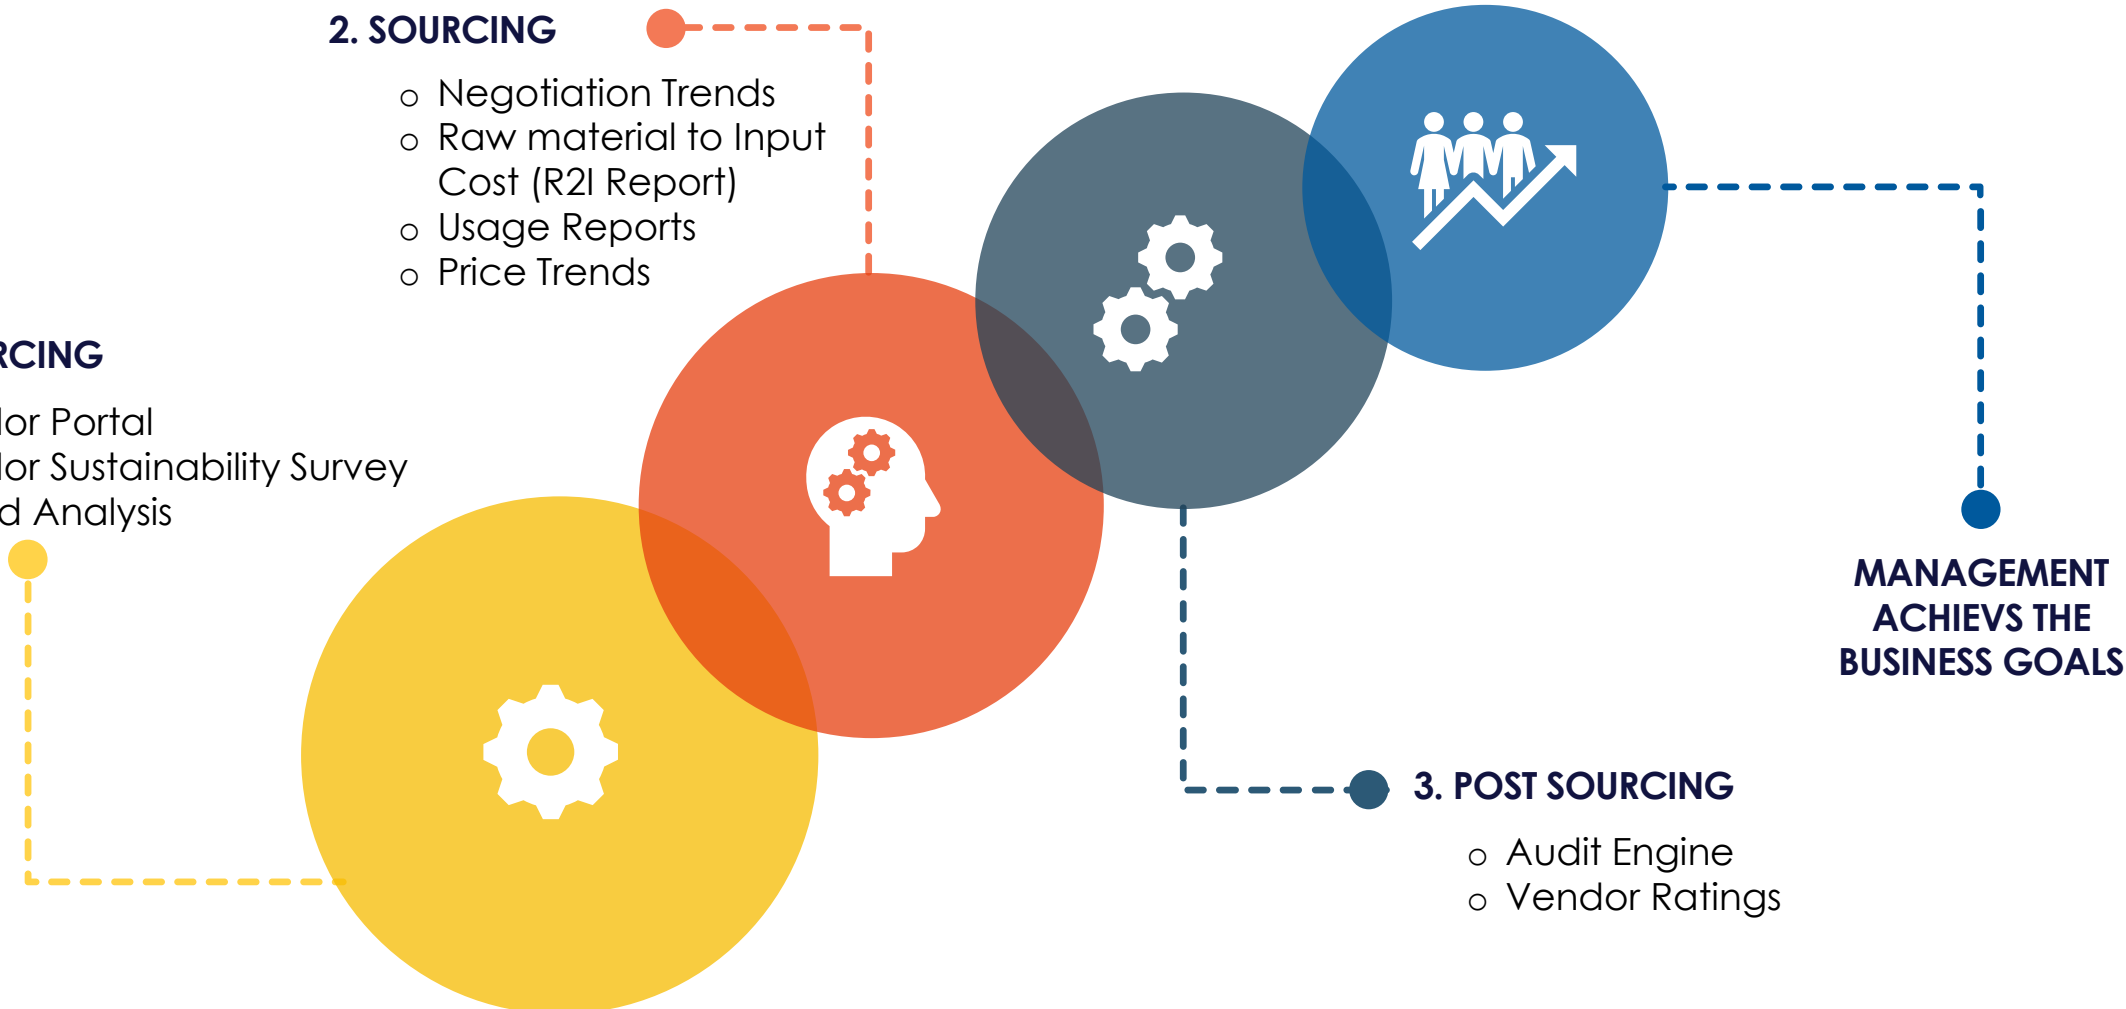 2. SOURCING
o Negotiation Trends
o Raw material to Input
Cost (R2I Report)
o Usage Reports
o Price Trends
RCING
lor Portal
lor Sustainability Survey
d Analysis
MANAGEMENT
ACHIEVS THE
BUSINESS GOALS
3. POST SOURCING
o Audit Engine
o Vendor Ratings